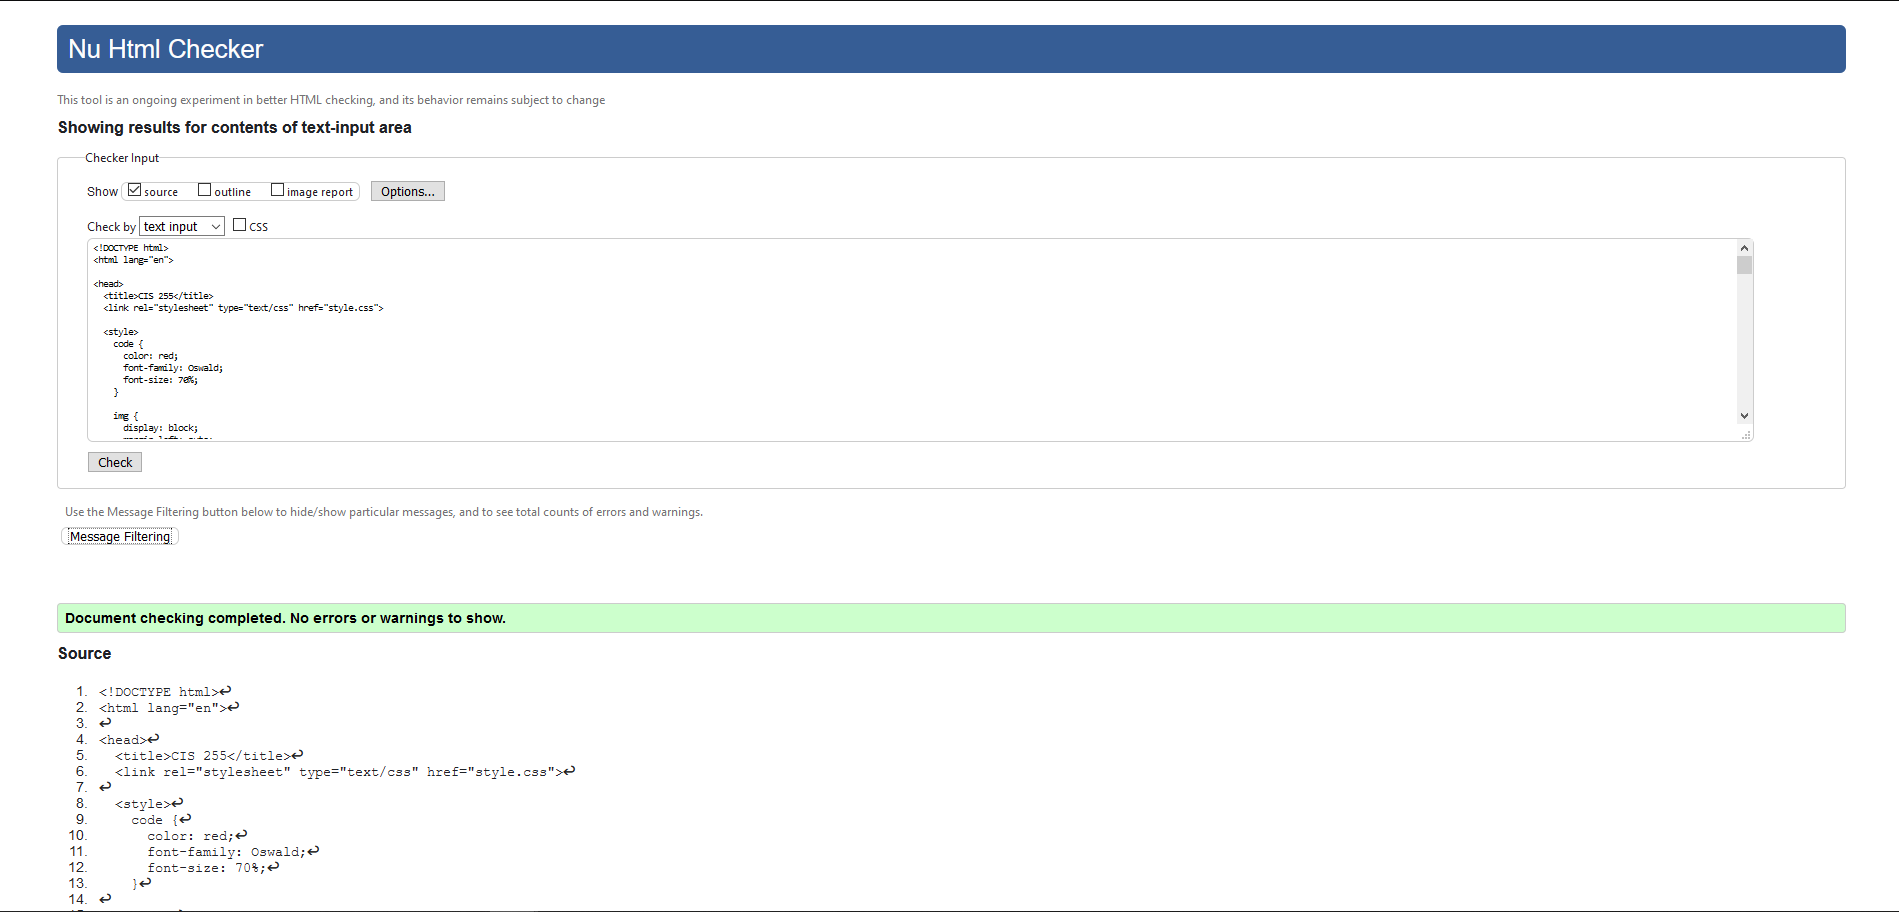 Nu Html Checker
This tool is an ongoing experiment in better HTML checking, and its behavior remains subject to change
Showing results for contents of text-input area
Checker Input
Show source outline image report Options...
Check by text input CSS
<!DOCTYPE html>
<html lang="en">
<head>
<title>CIS 255</title>
<link rel="stylesheet" type="text/css" href="style.css">
<style>
code {
color: red;
font-family: Oswald;
font-size: 70%;
}
img {
display: block;
Check
Use the Message Filtering button below to hide/show particular messages, and to see total counts of errors and warnings.
Message Filtering
Document checking completed. No errors or warnings to show.
Source
1. <!DOCTYPE html>↩
2. <html lang="en">↩
3. ↩
4. <head>↩
5. <title>CIS 255</title>↩
6. <link rel="stylesheet" type="text/css" href="style.css">↩
7. ↩
8. <style>↩
9. code {↩
10. color: red;↩
11. font-family: Oswald;↩
12. font-size: 70%;↩
13. }↩
14. ↩